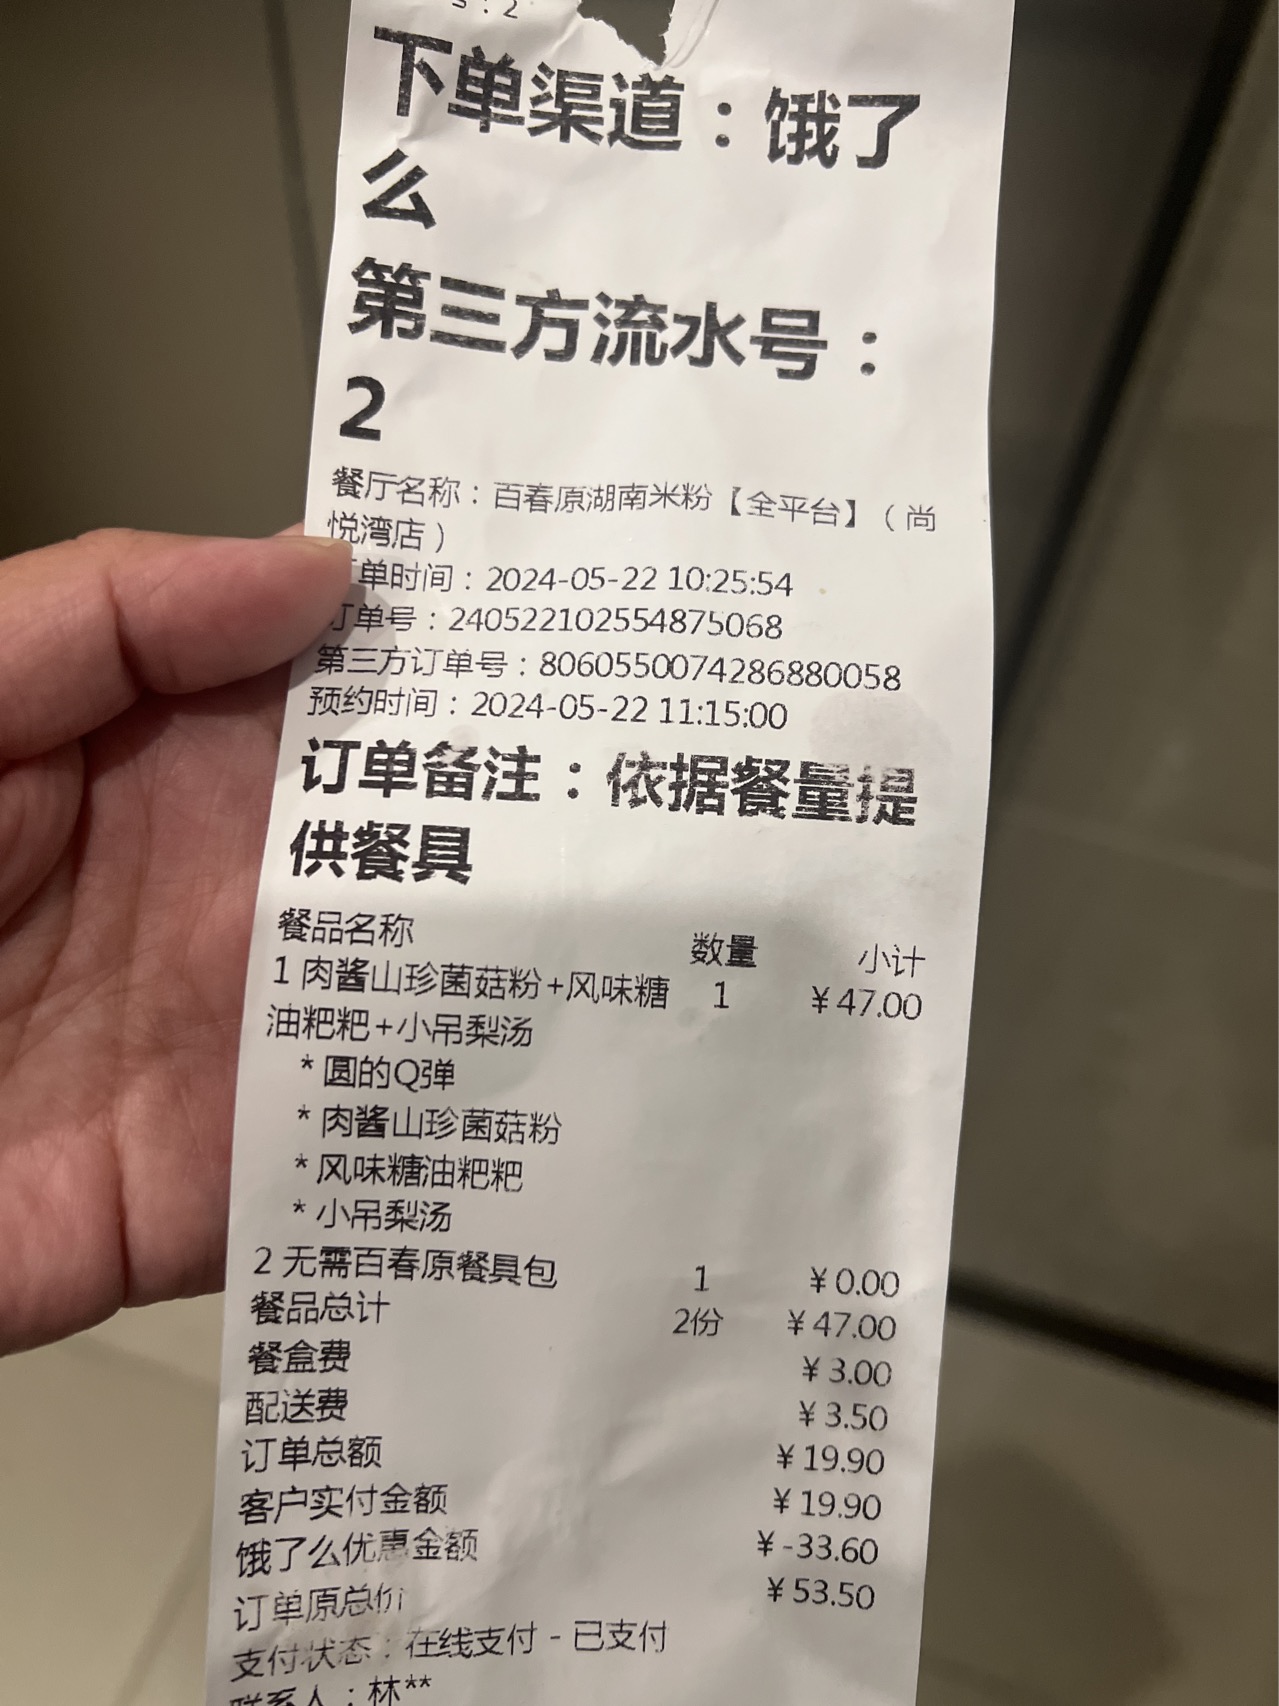 下单渠道：饿了
么
第三方流水号：
2
餐厅名称：百春原湖南米粉【全平台】（尚
悦湾店）
单时间：2024-05-22 10:25:54
订单号：240522102554875068
第三方订单号：8060550074286880058
预约时间：2024-05-22 11:15:00
订单备注：依据餐量提
供餐具
餐品名称 数量 小计
1 肉酱山珍菌菇粉+风味糖 1 ￥47.00
油粑粑+小吊梨汤
* 圆的Q弹
* 肉酱山珍菌菇粉
* 风味糖油粑粑
* 小吊梨汤
2 无需百春原餐具包 1 ￥0.00
餐品总计 2份 ￥47.00
餐盒费 ￥3.00
配送费 ￥3.50
订单总额 ￥19.90
客户实付金额 ￥19.90
饿了么优惠金额 ￥-33.60
订单原总价 ￥53.50
支付状态：在线支付 - 已支付
联系人：林**